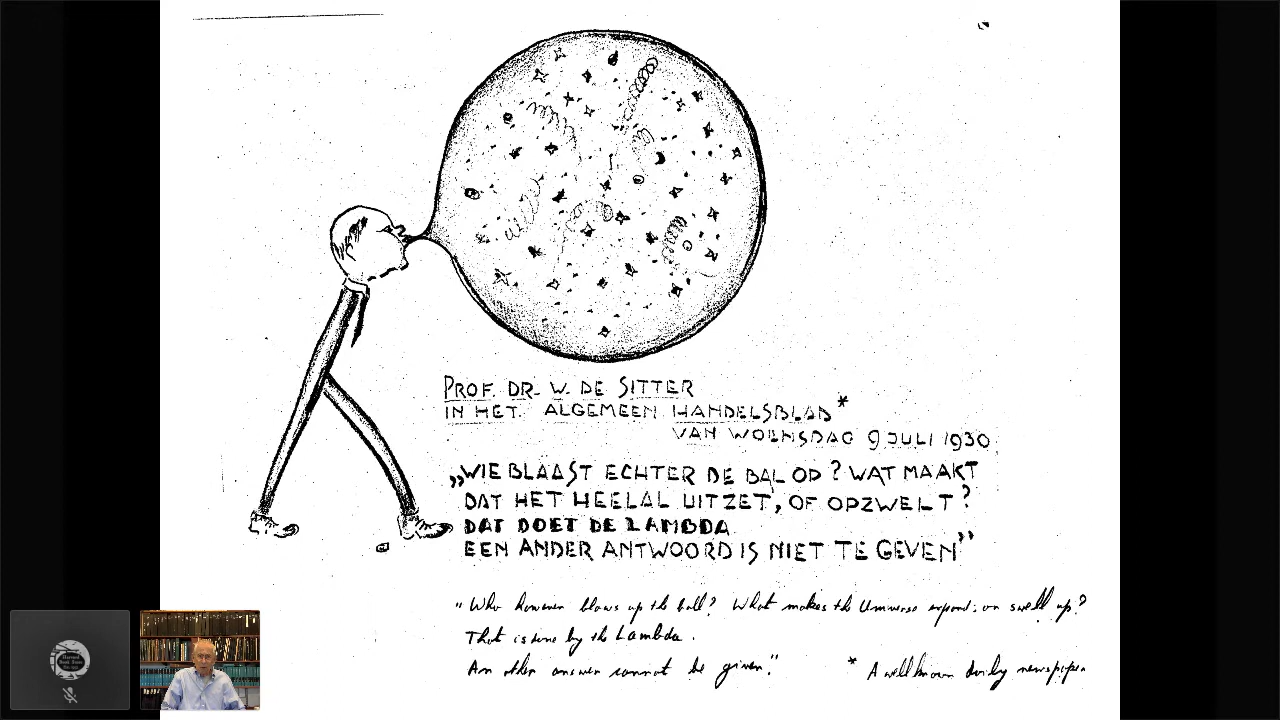 PROF. DR. W. DE SITTER
IN HET ALGEMEEN HANDELSBLAD*
VAN WOENSDAG 9 JULI 1930
„WIE BLAAST ECHTER DE BAL OP? WAT MAAKT
DAT HET HEELAL UITZET, OF OPZWELT?
DAT DOET DE LAMBDA
EEN ANDER ANTWOORD IS NIET TE GEVEN”
"Who however blows up the ball? What makes the Universe expand, or swell up?
That is done by the Lambda.
An other answer cannot be given."
* A well known daily newspaper
Harvard
Book Store